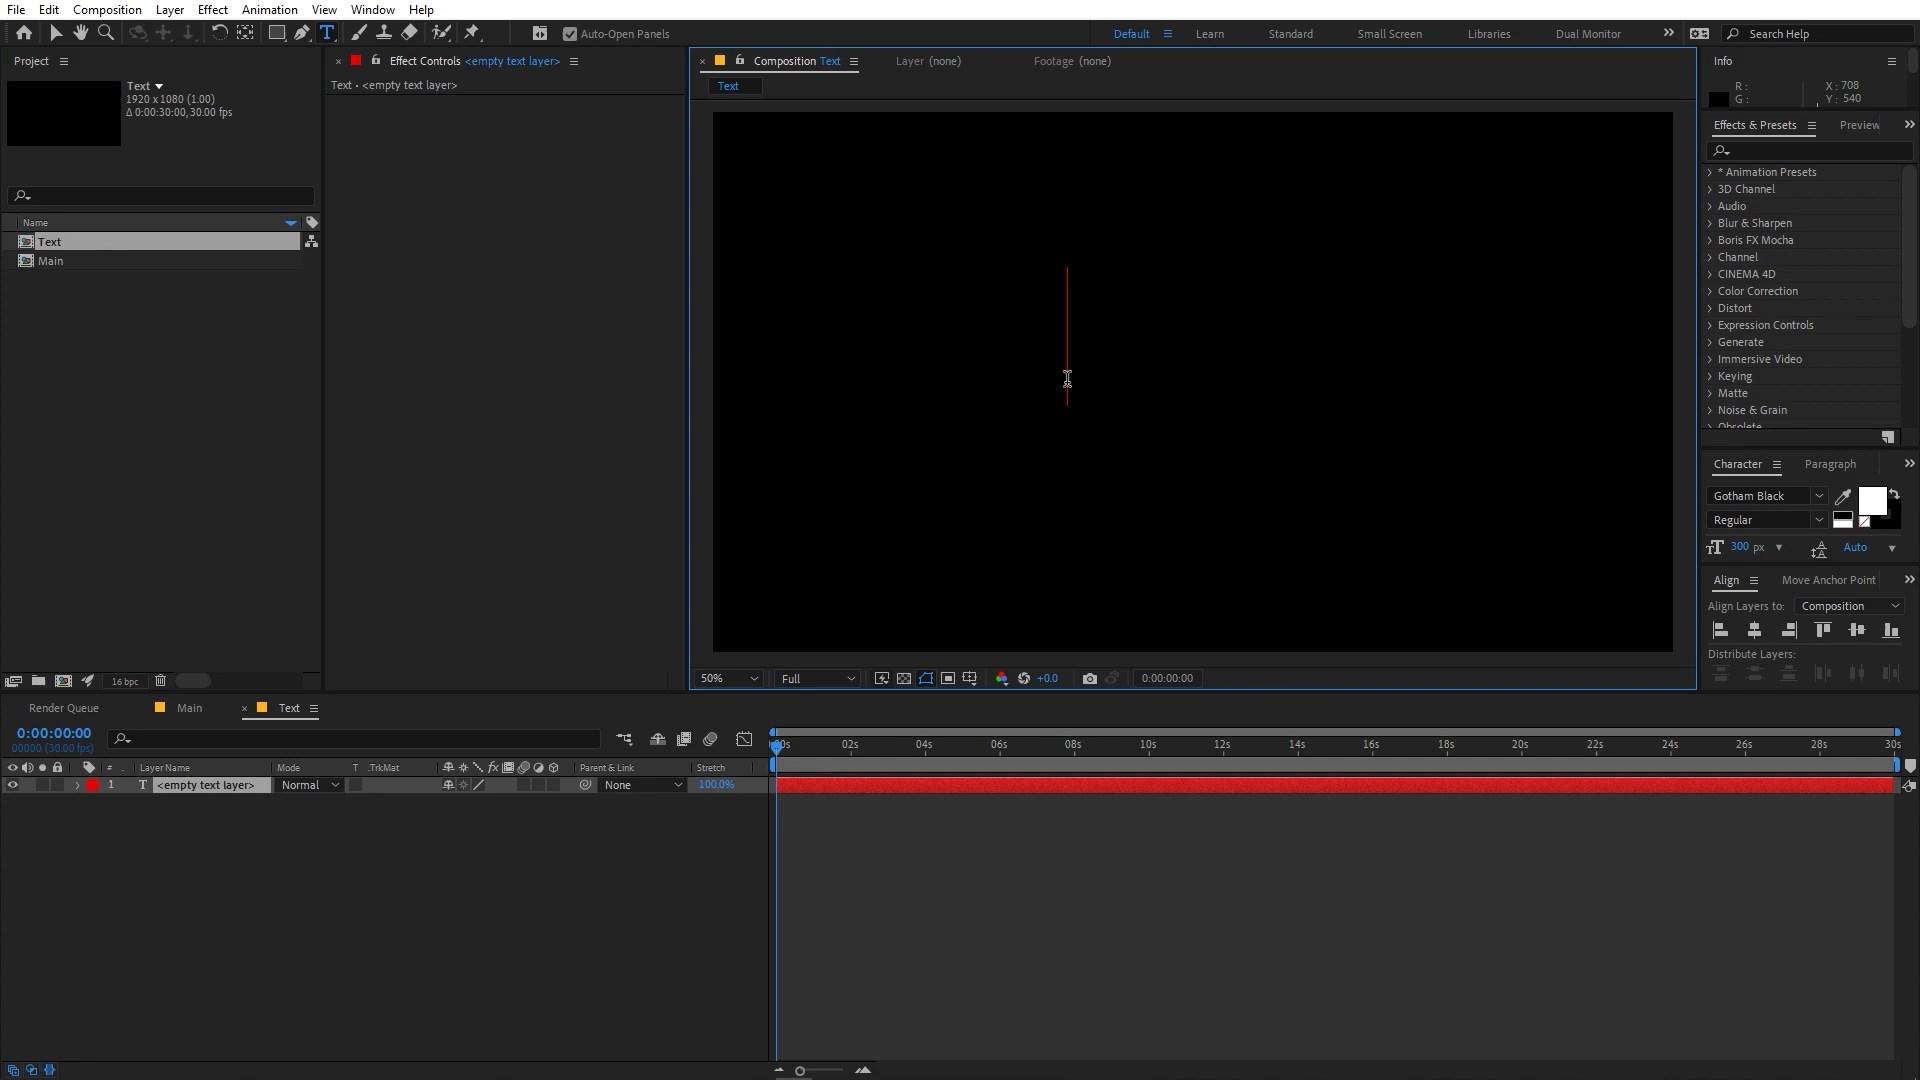 File Edit Composition Layer Effect Animation View Window Help
T Auto-Open Panels Default Learn Standard Small Screen Libraries Dual Monitor Search Help
Project
Text
1920 x 1080 (1.00)
Δ 0:00:30:00, 30.00 fps
Name
Text
Main
16 bpc
Effect Controls <empty text layer>
Text • <empty text layer>
Composition Text Layer (none) Footage (none)
Text
50% Full +0.0 0:00:00:00
Info
R : X : 708
G : Y : 540
Effects & Presets Preview
* Animation Presets
3D Channel
Audio
Blur & Sharpen
Boris FX Mocha
Channel
CINEMA 4D
Color Correction
Distort
Expression Controls
Generate
Immersive Video
Keying
Matte
Noise & Grain
Obsolete
Character Paragraph
Gotham Black
Regular
300 px Auto
Align Move Anchor Point
Align Layers to: Composition
Distribute Layers:
Render Queue Main Text
0:00:00:00
00000 (30.00 fps)
00s 02s 04s 06s 08s 10s 12s 14s 16s 18s 20s 22s 24s 26s 28s 30s
# Layer Name Mode T .TrkMat fx Parent & Link Stretch
1 T <empty text layer> Normal None 100.0%